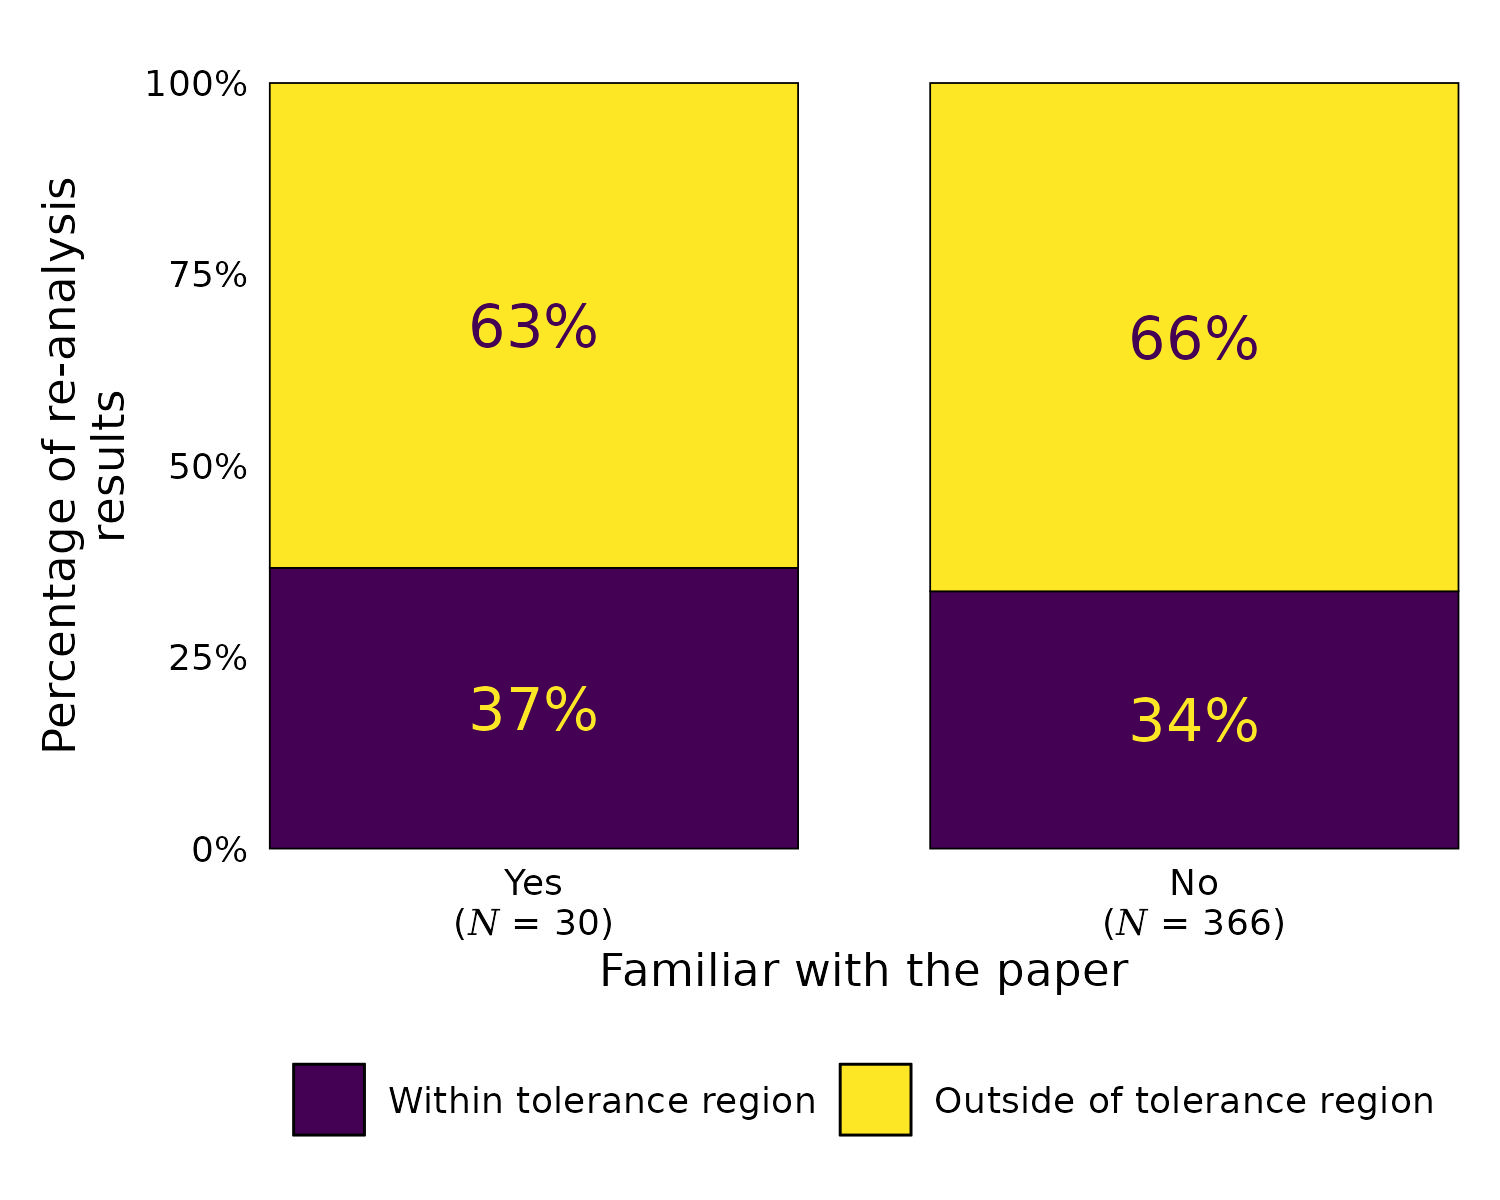 Percentage of re-analysis
results
100%
75%
50%
25%
0%
63%
37%
66%
34%
Yes
(N = 30)
No
(N = 366)
Familiar with the paper
Within tolerance region
Outside of tolerance region